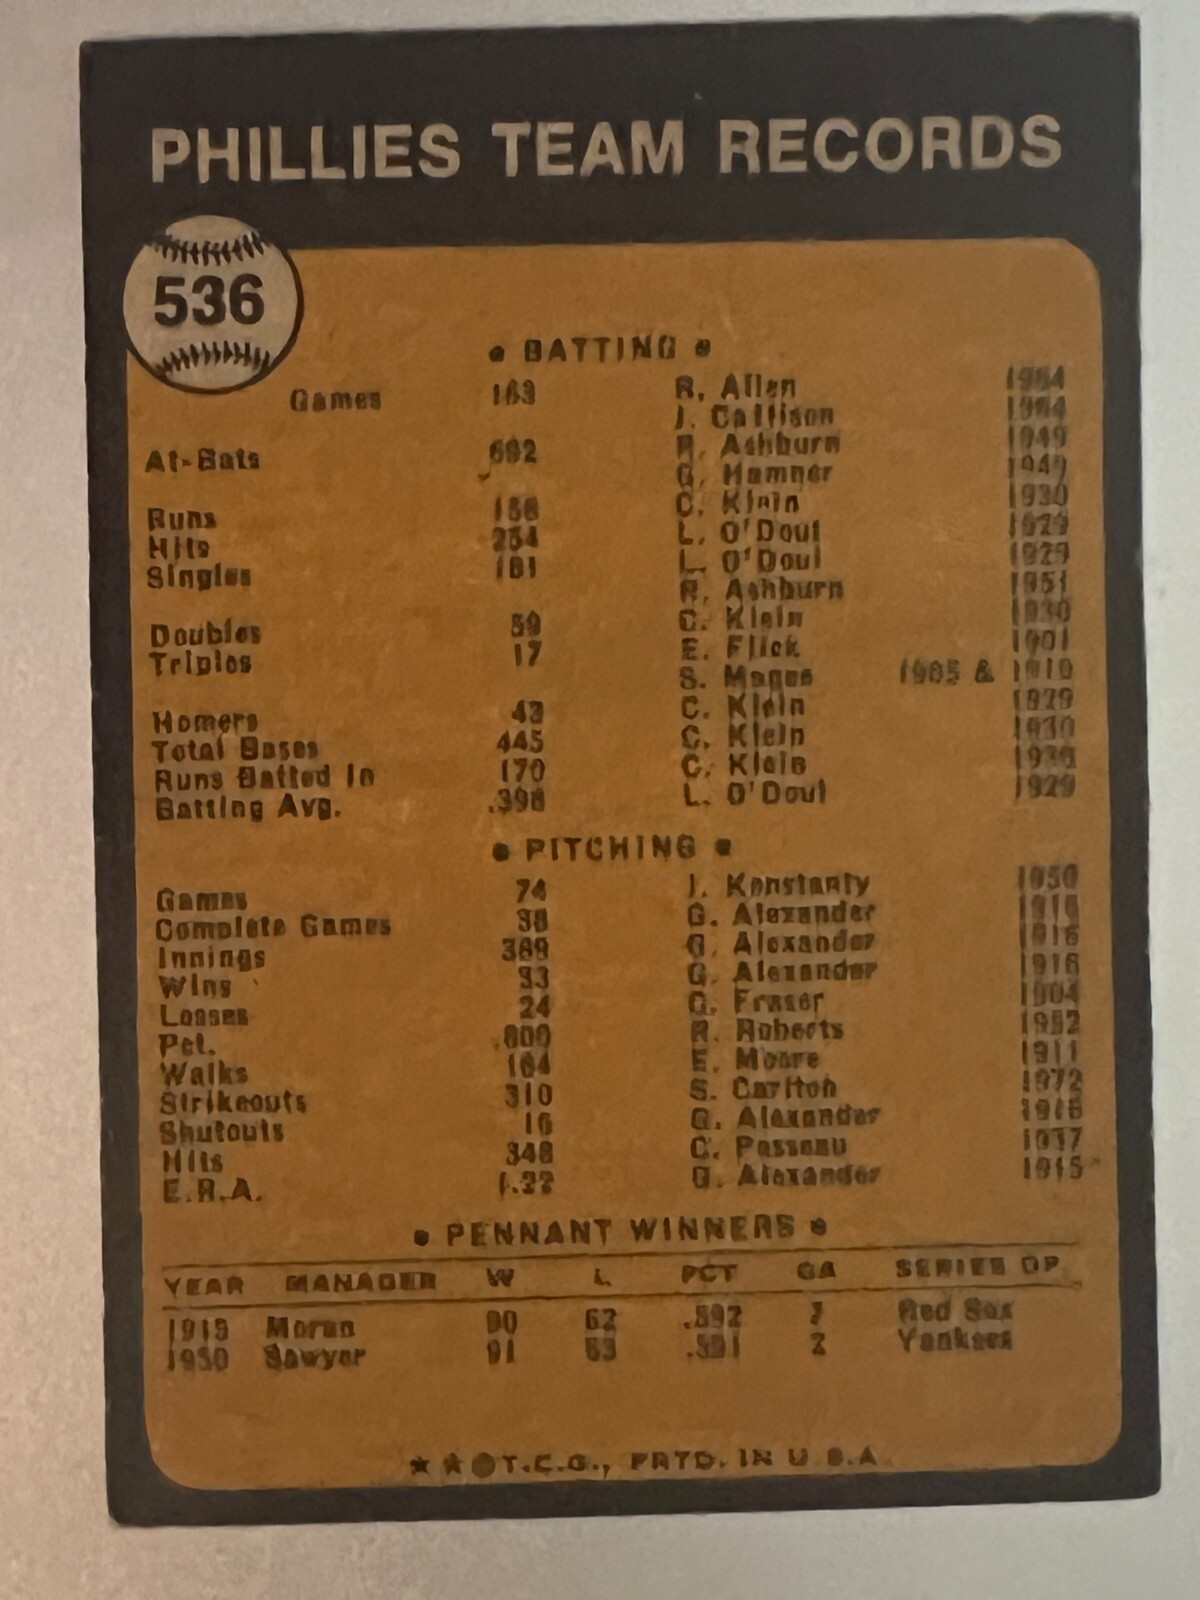 PHILLIES TEAM RECORDS
536
• BATTING •
Games 163 R. Allen 1964
J. Callison 1964
At-Bats 692 R. Ashburn 1949
G. Hamner 1949
Runs 158 C. Klein 1930
Hits 254 L. O'Doul 1929
Singles 181 L. O'Doul 1929
R. Ashburn 1951
Doubles 59 C. Klein 1930
Triples 17 E. Flick 1901
S. Magee 1905 & 1910
Homers 43 C. Klein 1929
Total Bases 445 C. Klein 1930
Runs Batted In 170 C. Klein 1930
Batting Avg. .398 L. O'Doul 1929
• PITCHING •
Games 74 J. Konstanty 1950
Complete Games 38 G. Alexander 1916
Innings 389 G. Alexander 1916
Wins 33 G. Alexander 1916
Losses 24 Fraser 1904
Pct. .800 R. Roberts 1952
Walks 164 E. Moore 1911
Strikeouts 310 S. Carlton 1972
Shutouts 16 G. Alexander 1916
Hits 348 C. Passeau 1937
E.R.A. 1.22 G. Alexander 1915
• PENNANT WINNERS •
YEAR MANAGER W L PCT GA SERIES OP.
1915 Moran 90 62 .592 7 Red Sox
1950 Sawyer 91 63 .591 2 Yankees
★★©T.C.G., PRTD. IN U.S.A.